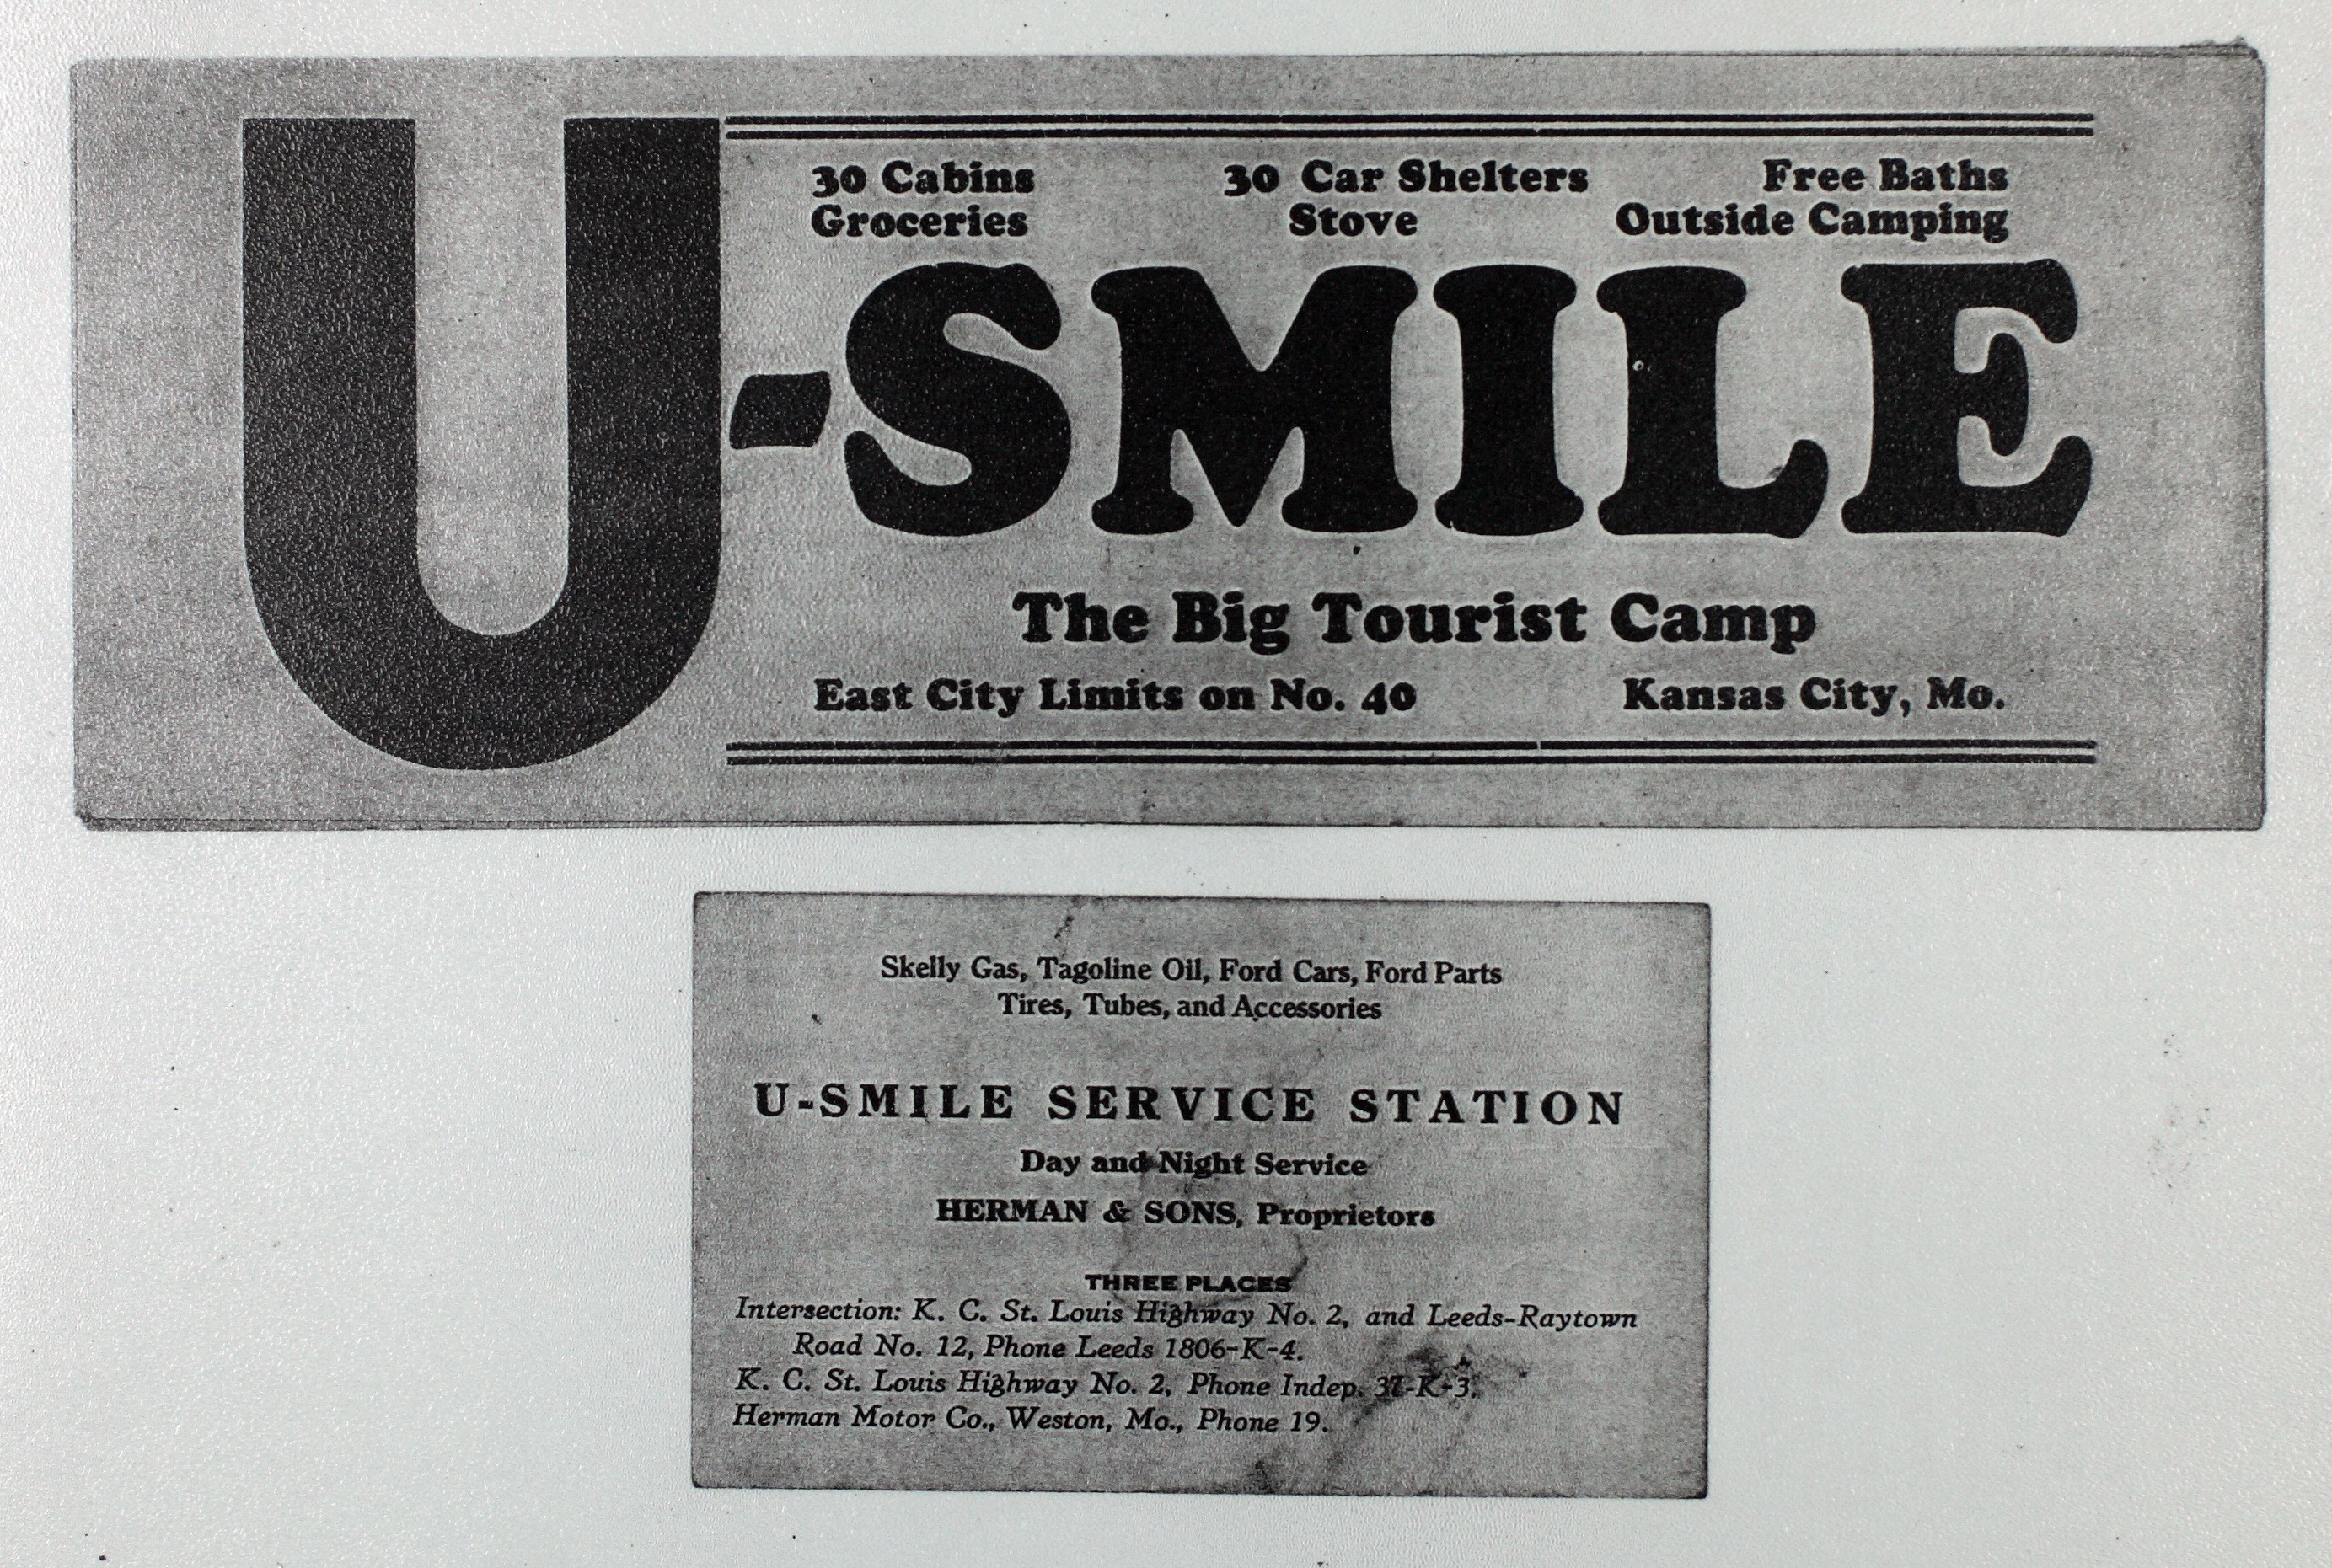 30 Cabins 30 Car Shelters Free Baths
Groceries Stove Outside Camping
U-SMILE
The Big Tourist Camp
East City Limits on No. 40 Kansas City, Mo.
Skelly Gas, Tagoline Oil, Ford Cars, Ford Parts
Tires, Tubes, and Accessories
U-SMILE SERVICE STATION
Day and Night Service
HERMAN & SONS, Proprietors
THREE PLACES
Intersection: K. C. St. Louis Highway No. 2, and Leeds-Raytown
Road No. 12, Phone Leeds 1806-K-4.
K. C. St. Louis Highway No. 2, Phone Indep. 37-K-3.
Herman Motor Co., Weston, Mo., Phone 19.